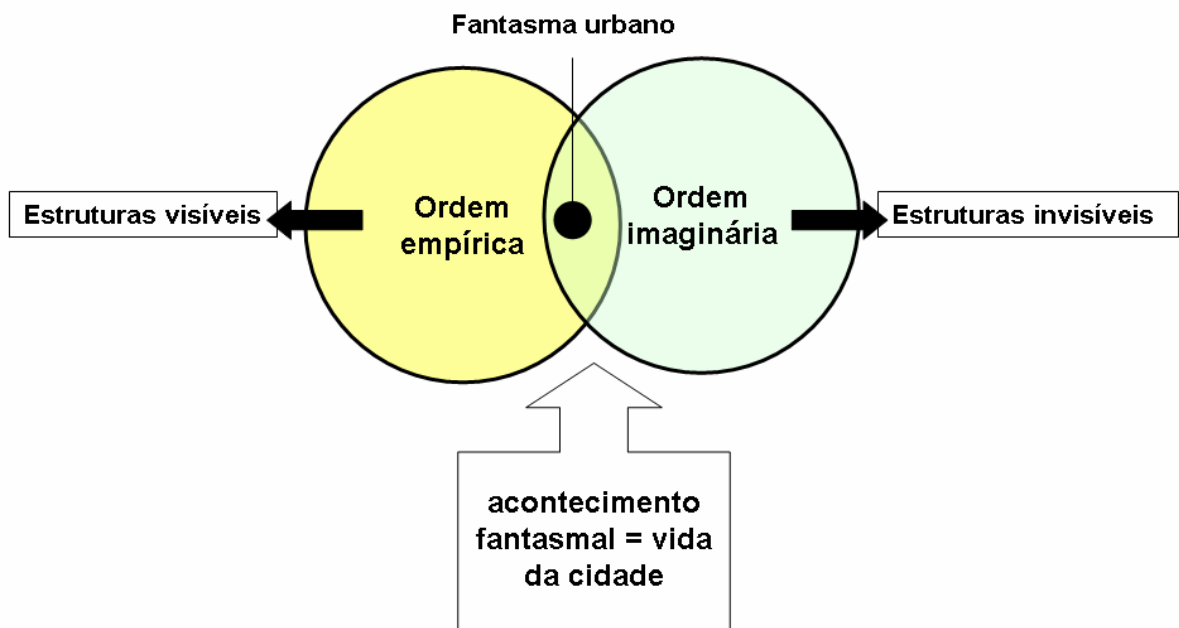 Fantasma urbano
Estruturas visíveis
Ordem
empírica
Ordem
imaginária
Estruturas invisíveis
acontecimento
fantasmal = vida
da cidade